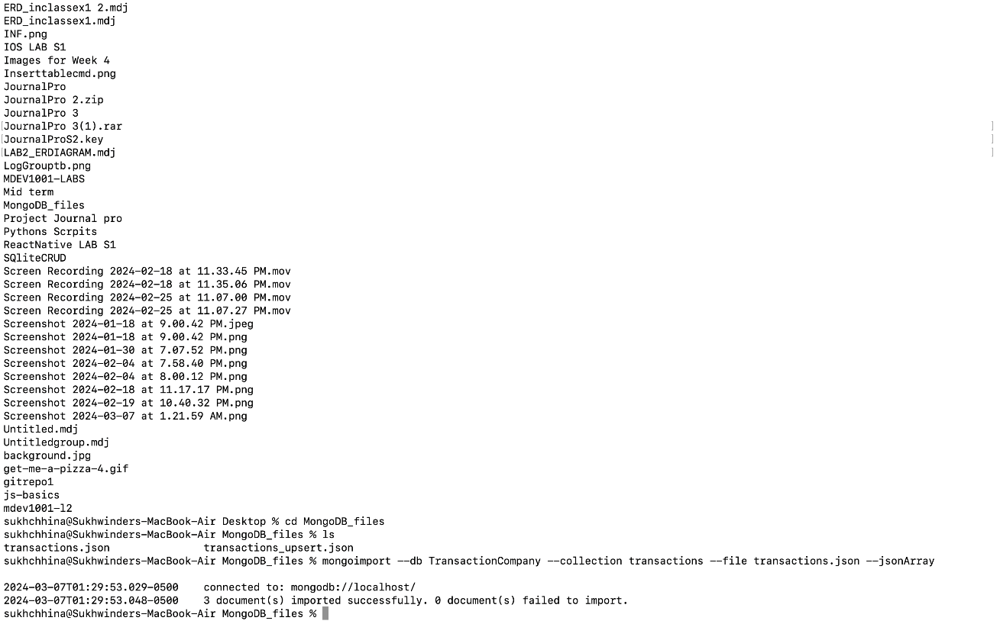 ERD_inclassex1 2.mdj
ERD_inclassex1.mdj
INF.png
IOS LAB S1
Images for Week 4
Inserttablecmd.png
JournalPro
JournalPro 2.zip
JournalPro 3
[JournalPro 3(1).rar ]
[JournalProS2.key ]
[LAB2_ERDIAGRAM.mdj ]
LogGrouptb.png
MDEV1001-LABS
Mid term
MongoDB_files
Project Journal pro
Pythons Scrpits
ReactNative LAB S1
SQliteCRUD
Screen Recording 2024-02-18 at 11.33.45 PM.mov
Screen Recording 2024-02-18 at 11.35.06 PM.mov
Screen Recording 2024-02-25 at 11.07.00 PM.mov
Screen Recording 2024-02-25 at 11.07.27 PM.mov
Screenshot 2024-01-18 at 9.00.42 PM.jpeg
Screenshot 2024-01-18 at 9.00.42 PM.png
Screenshot 2024-01-30 at 7.07.52 PM.png
Screenshot 2024-02-04 at 7.58.40 PM.png
Screenshot 2024-02-04 at 8.00.12 PM.png
Screenshot 2024-02-18 at 11.17.17 PM.png
Screenshot 2024-02-19 at 10.40.32 PM.png
Screenshot 2024-03-07 at 1.21.59 AM.png
Untitled.mdj
Untitledgroup.mdj
background.jpg
get-me-a-pizza-4.gif
gitrepo1
js-basics
mdev1001-l2
sukhchhina@Sukhwinders-MacBook-Air Desktop % cd MongoDB_files
sukhchhina@Sukhwinders-MacBook-Air MongoDB_files % ls
transactions.json transactions_upsert.json
sukhchhina@Sukhwinders-MacBook-Air MongoDB_files % mongoimport --db TransactionCompany --collection transactions --file transactions.json --jsonArray
2024-03-07T01:29:53.029-0500 connected to: mongodb://localhost/
2024-03-07T01:29:53.048-0500 3 document(s) imported successfully. 0 document(s) failed to import.
sukhchhina@Sukhwinders-MacBook-Air MongoDB_files %